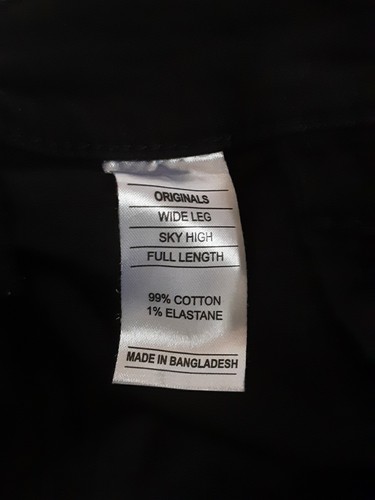 ORIGINALS
WIDE LEG
SKY HIGH
FULL LENGTH
99% COTTON
1% ELASTANE
MADE IN BANGLADESH